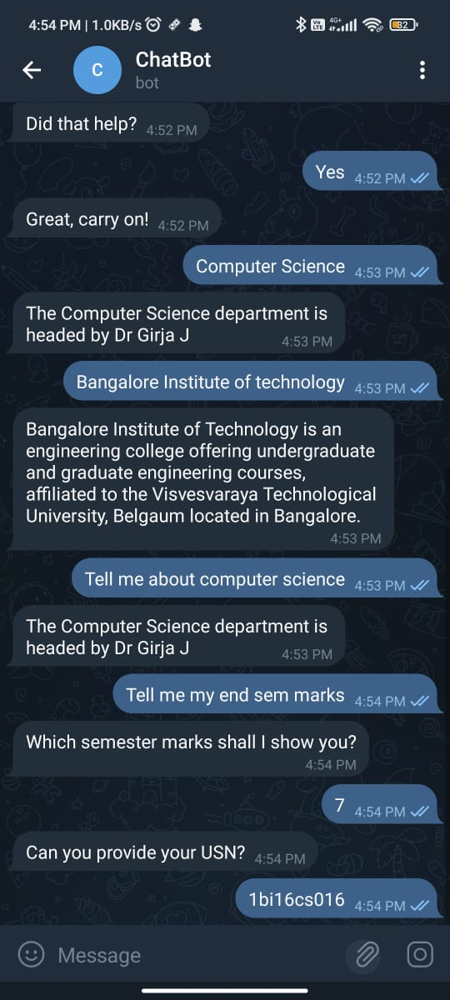 4:54 PM | 1.0KB/s
Vo LTE 4G+ 32
C
ChatBot
bot
Did that help? 4:52 PM
Yes 4:52 PM
Great, carry on! 4:52 PM
Computer Science 4:53 PM
The Computer Science department is
headed by Dr Girja J 4:53 PM
Bangalore Institute of technology 4:53 PM
Bangalore Institute of Technology is an
engineering college offering undergraduate
and graduate engineering courses,
affiliated to the Visvesvaraya Technological
University, Belgaum located in Bangalore.
4:53 PM
Tell me about computer science 4:53 PM
The Computer Science department is
headed by Dr Girja J 4:53 PM
Tell me my end sem marks 4:54 PM
Which semester marks shall I show you?
4:54 PM
7 4:54 PM
Can you provide your USN? 4:54 PM
1bi16cs016 4:54 PM
Message